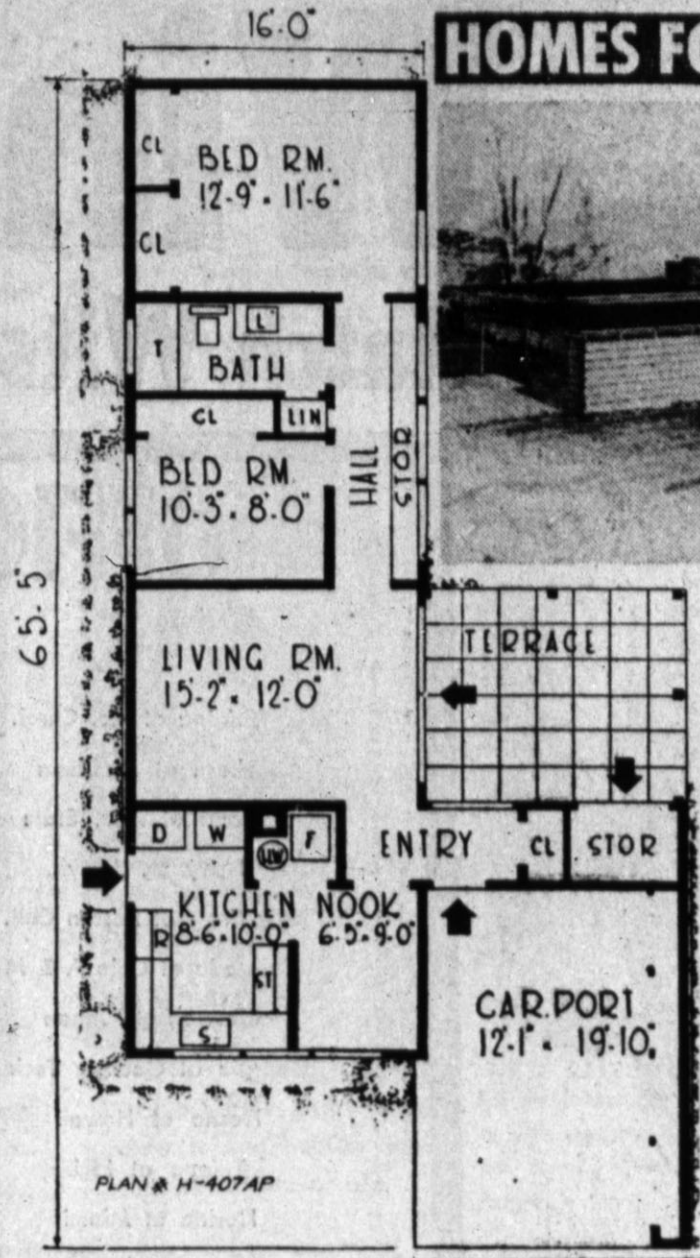 16'-0"
HOMES FO
CL
BED RM.
12'-9" x 11'-6"
CL
L
T
BATH
CL
LIN
BED RM.
10'-3" x 8'-0"
HALL
STOR
65'-5"
TERRACE
LIVING RM.
15'-2" x 12'-0"
D
W
F
HW
ENTRY
CL
STOR
KITCHEN
8'-6" x 10'-0"
NOOK
6'-5" x 9'-0"
R
ST
S
CAR.PORT
12'-1" x 19'-10"
PLAN # H-407AP